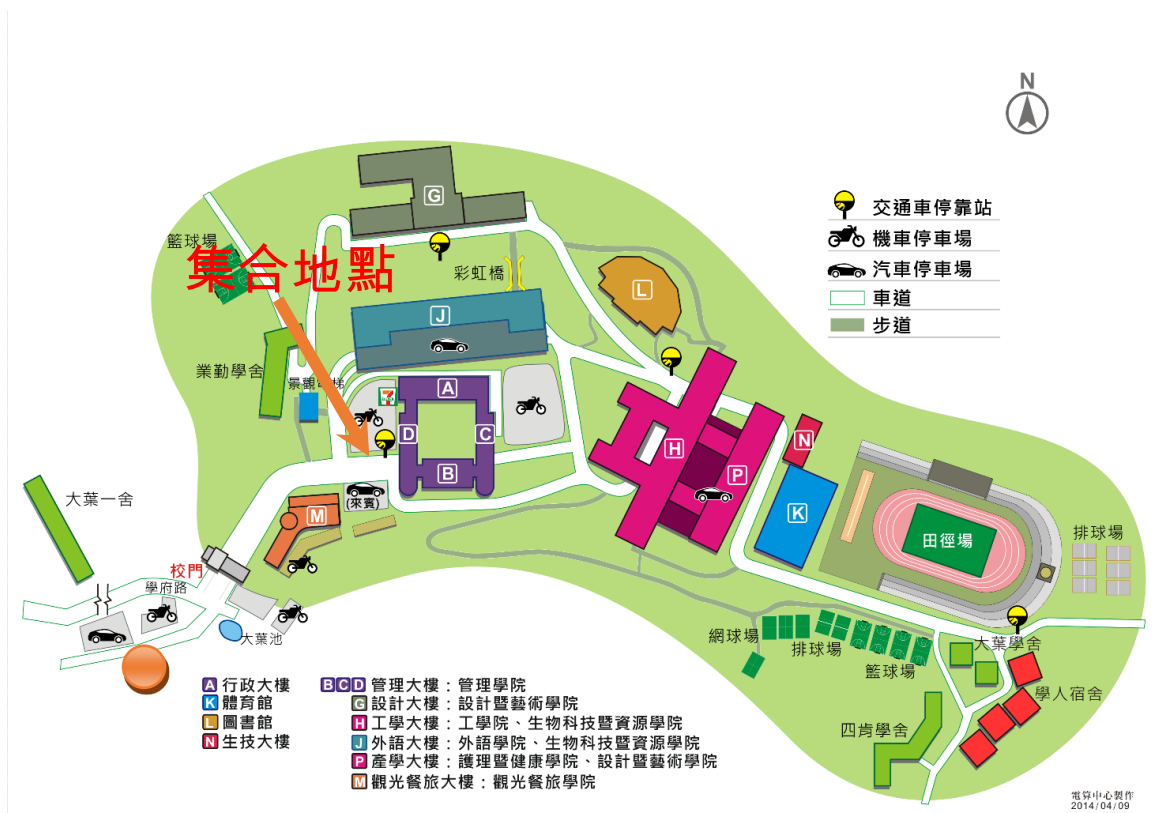 N
交通車停靠站
機車停車場
汽車停車場
車道
步道
G
籃球場
集合地點
彩虹橋
L
J
業勤學舍
景觀電梯
A
D
C
B
H
P
N
K
(來賓)
M
田徑場
排球場
大葉一舍
校門
學府路
大葉池
網球場
排球場
籃球場
大葉學舍
學人宿舍
四肯學舍
A 行政大樓
K 體育館
L 圖書館
N 生技大樓
BCD 管理大樓：管理學院
G 設計大樓：設計暨藝術學院
H 工學大樓：工學院、生物科技暨資源學院
J 外語大樓：外語學院、生物科技暨資源學院
P 產學大樓：護理暨健康學院、設計暨藝術學院
M 觀光餐旅大樓：觀光餐旅學院
電算中心製作
2014/04/09